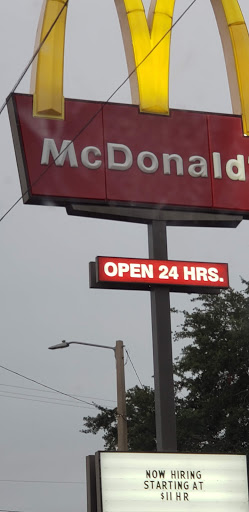 McDonald
OPEN 24 HRS.
NOW HIRING
STARTING AT
$11 HR